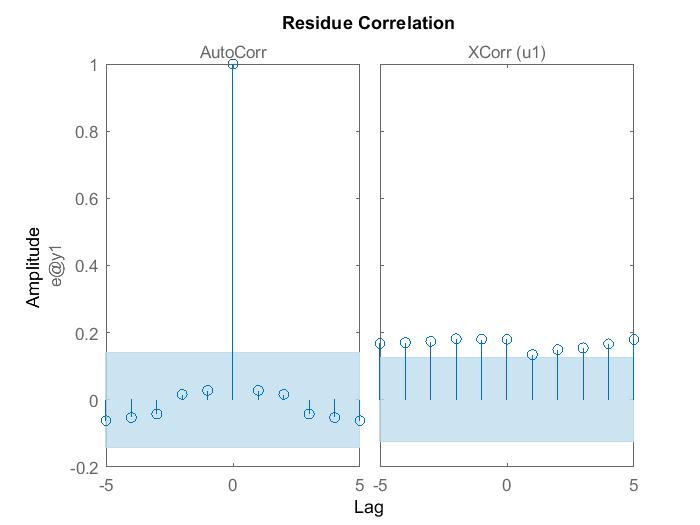 Residue Correlation
AutoCorr
XCorr (u1)
1
0.8
0.6
0.4
0.2
0
-0.2
Amplitude
e@y1
-5
0
5
-5
0
5
Lag